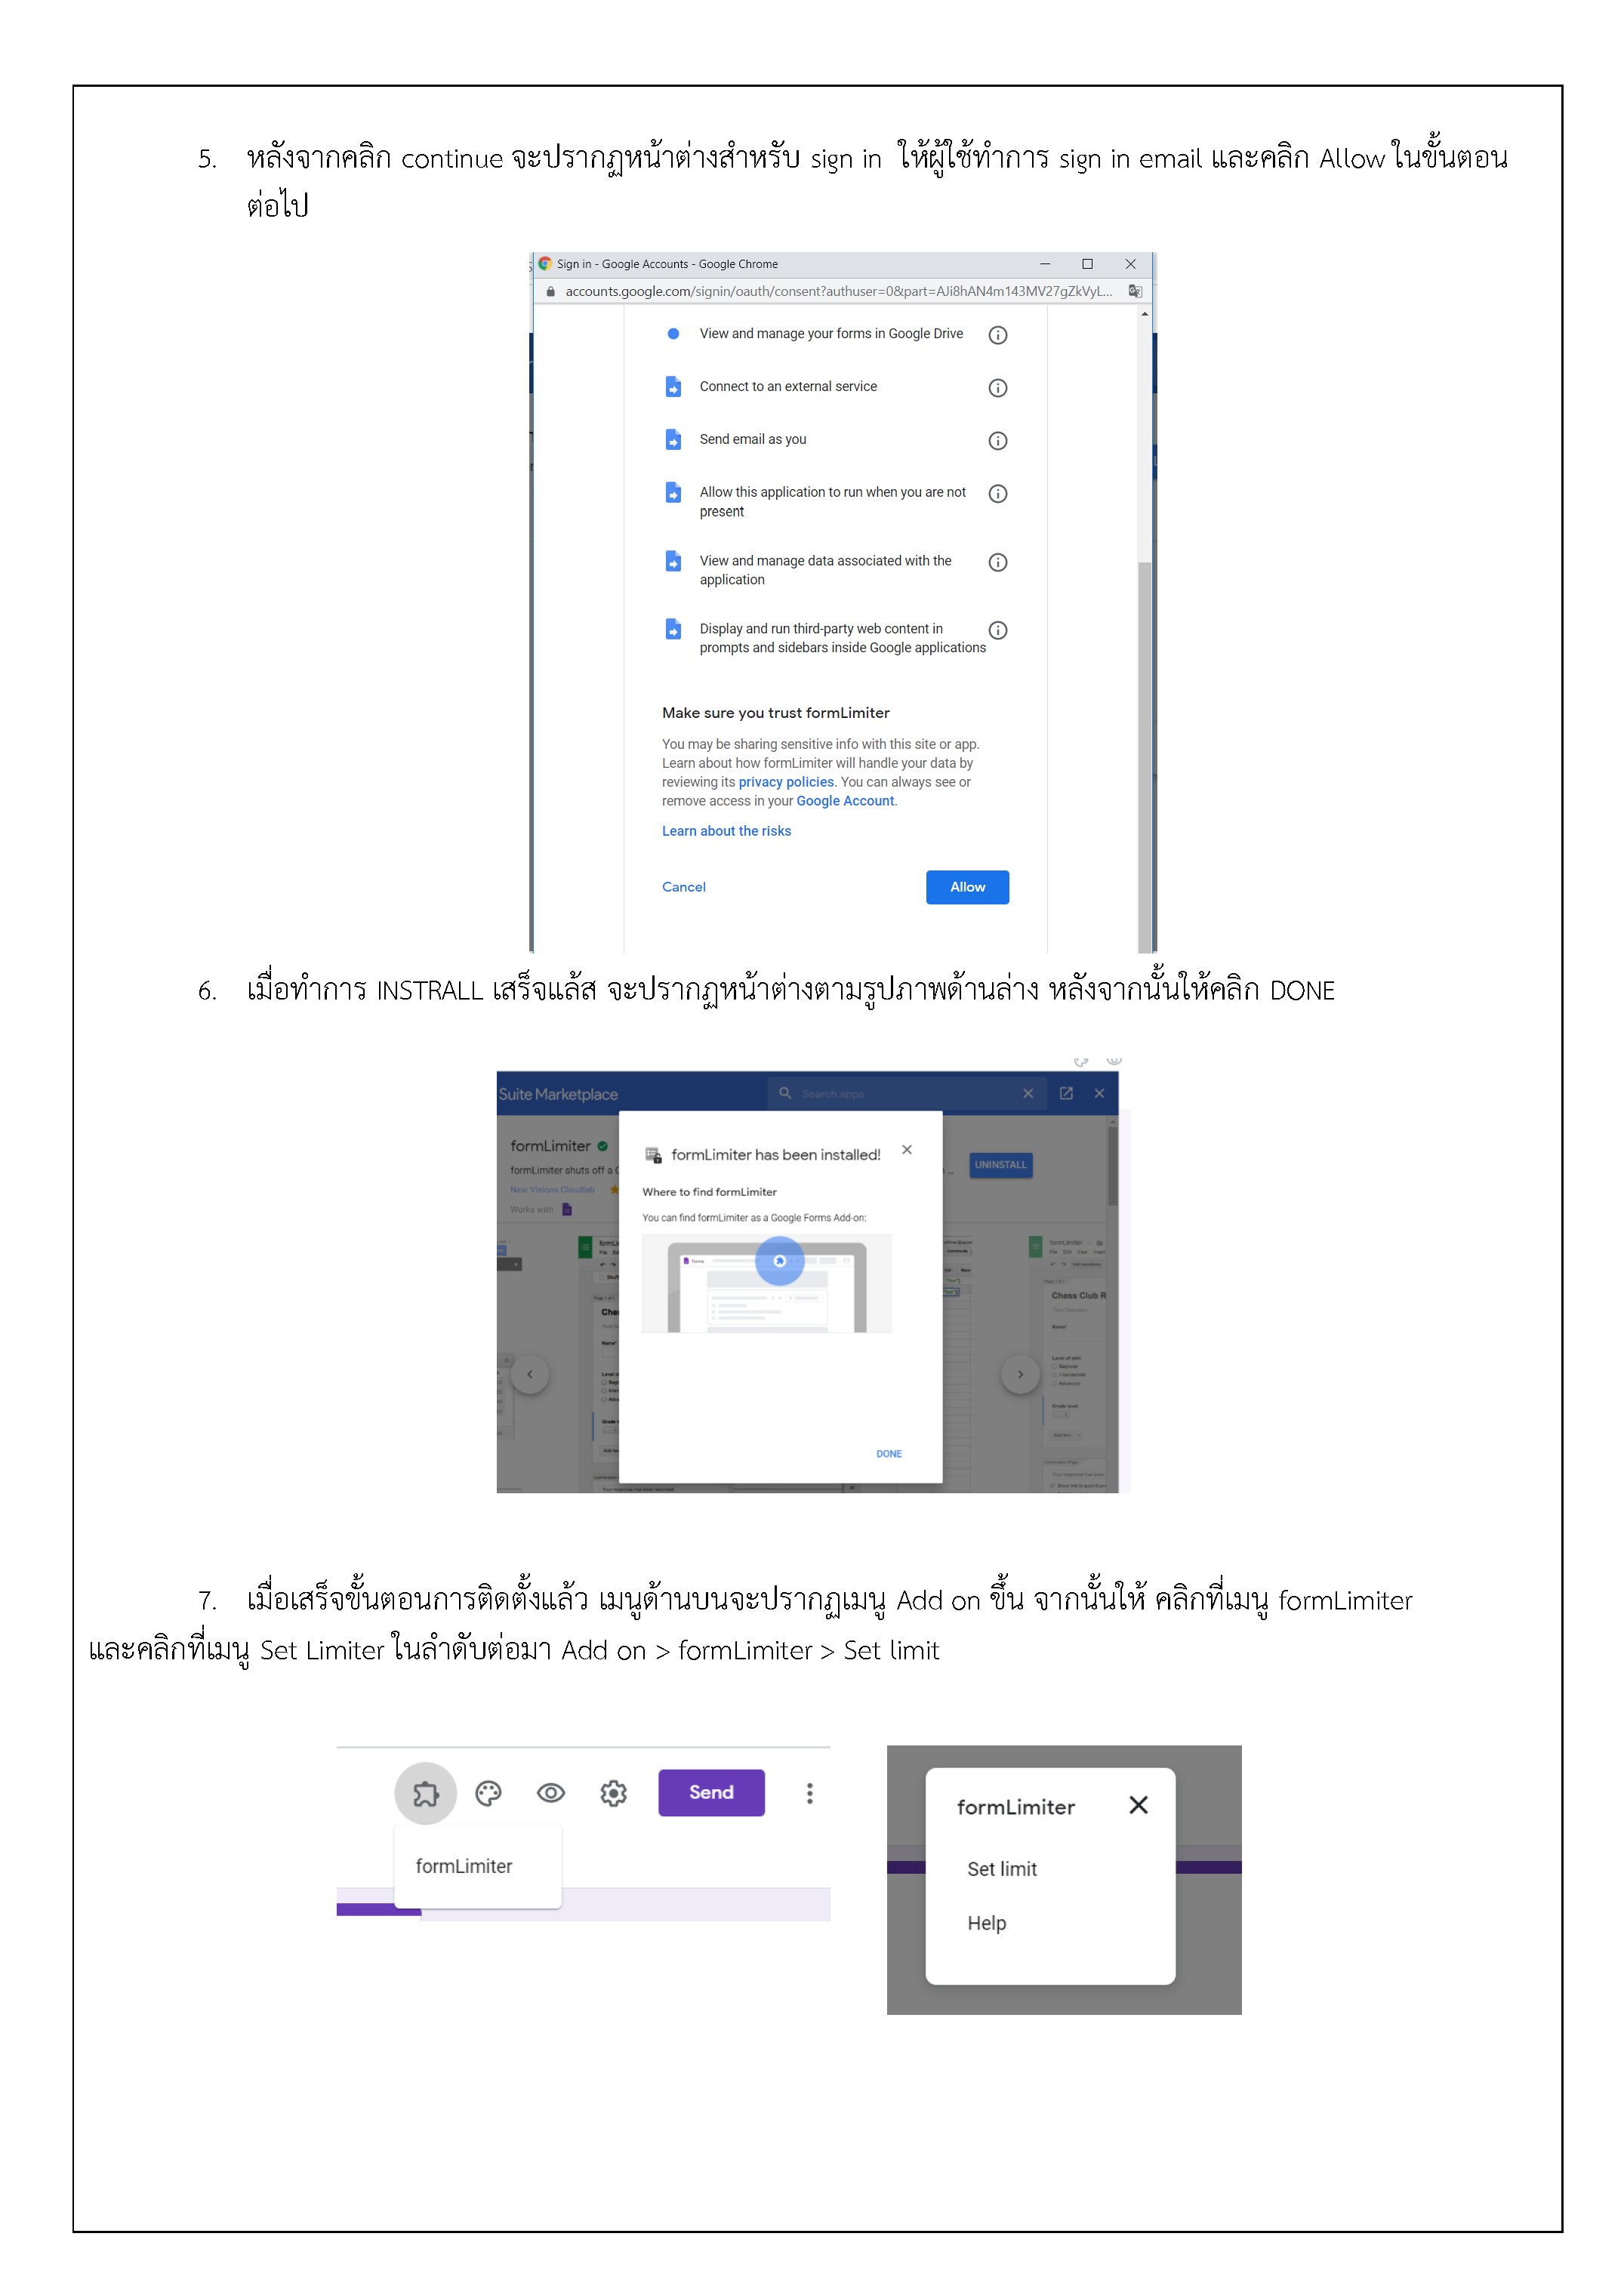 5. หลังจากคลิก continue จะปรากฏหน้าต่างสำหรับ sign in ให้ผู้ใช้ทำการ sign in email และคลิก Allow ในขั้นตอน
ต่อไป
Sign in - Google Accounts - Google Chrome
accounts.google.com/signin/oauth/consent?authuser=0&part=AJi8hAN4m143MV27gZkVyL...
View and manage your forms in Google Drive
Connect to an external service
Send email as you
Allow this application to run when you are not
present
View and manage data associated with the
application
Display and run third-party web content in
prompts and sidebars inside Google applications
Make sure you trust formLimiter
You may be sharing sensitive info with this site or app.
Learn about how formLimiter will handle your data by
reviewing its privacy policies. You can always see or
remove access in your Google Account.
Learn about the risks
Cancel
Allow
6. เมื่อทำการ INSTRALL เสร็จแล้ส จะปรากฏหน้าต่างตามรูปภาพด้านล่าง หลังจากนั้นให้คลิก DONE
Suite Marketplace
Search apps
formLimiter
formLimiter shuts off a
UNINSTALL
New Visions Cloudlab
Works with
formLimiter has been installed!
Where to find formLimiter
You can find formLimiter as a Google Forms Add-on:
Forms
DONE
Chess Club R
Name*
Level of skill
Beginner
Intermediate
Advanced
Grade level
Add item
7. เมื่อเสร็จขั้นตอนการติดตั้งแล้ว เมนูด้านบนจะปรากฏเมนู Add on ขึ้น จากนั้นให้ คลิกที่เมนู formLimiter
และคลิกที่เมนู Set Limiter ในลำดับต่อมา Add on > formLimiter > Set limit
Send
formLimiter
formLimiter
Set limit
Help